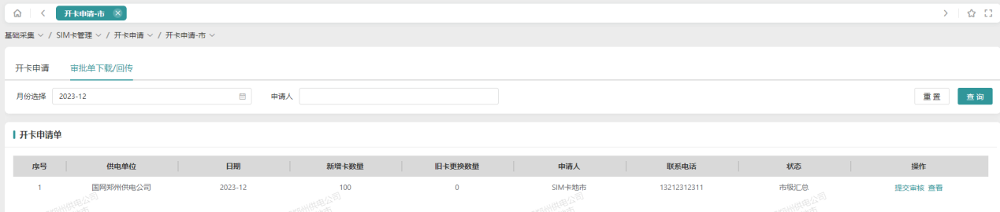 开卡申请-市
基础采集 / SIM卡管理 / 开卡申请 / 开卡申请-市
开卡申请 审批单下载/回传
月份选择 2023-12 申请人 重置 查询
开卡申请单
序号 供电单位 日期 新增卡数量 旧卡更换数量 申请人 联系电话 状态 操作
1 国网郑州供电公司 2023-12 100 0 SIM卡地市 13212312311 市级汇总 提交审核 查看